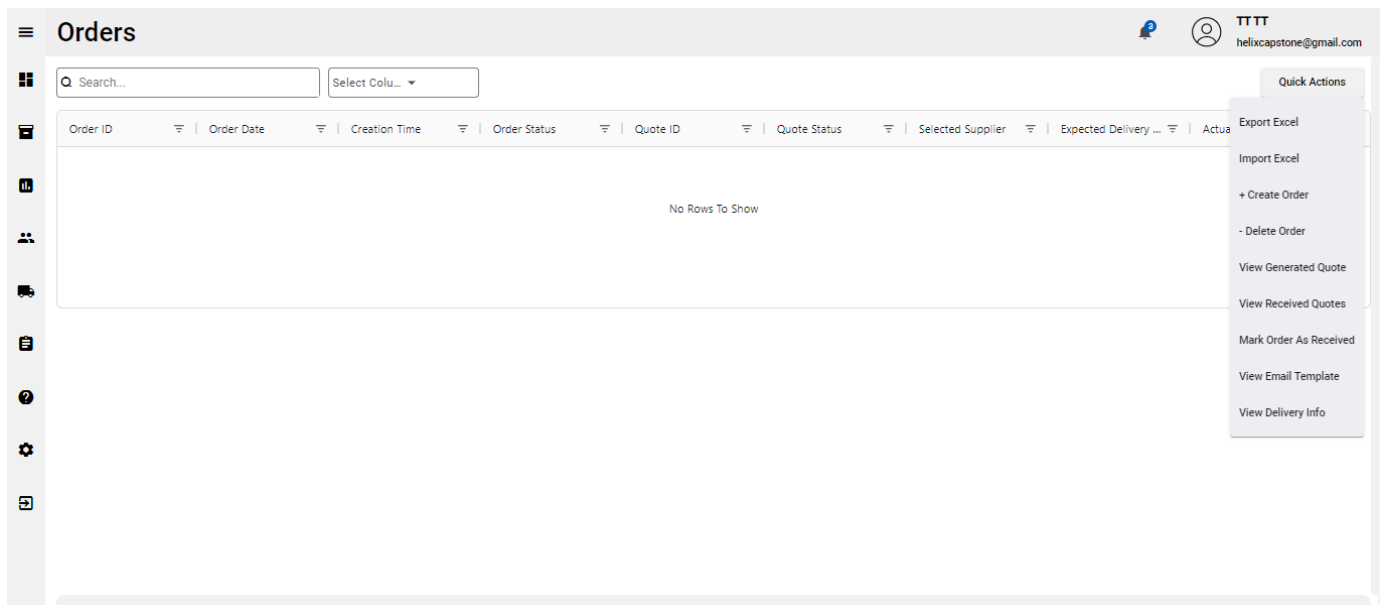 Orders
3
TT TT
helixcapstone@gmail.com
Search...
Select Colu...
Quick Actions
Order ID
Order Date
Creation Time
Order Status
Quote ID
Quote Status
Selected Supplier
Expected Delivery ...
Actua
No Rows To Show
Export Excel
Import Excel
+ Create Order
- Delete Order
View Generated Quote
View Received Quotes
Mark Order As Received
View Email Template
View Delivery Info